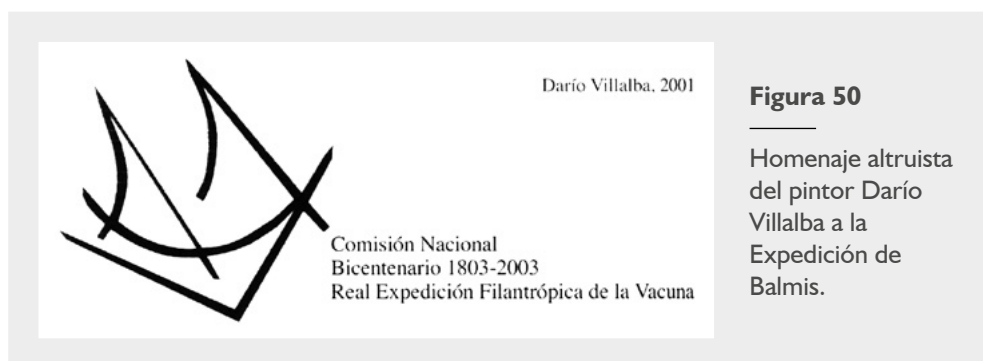 Darío Villalba, 2001
Comisión Nacional
Bicentenario 1803-2003
Real Expedición Filantrópica de la Vacuna
Figura 50
Homenaje altruista
del pintor Darío
Villalba a la
Expedición de
Balmis.